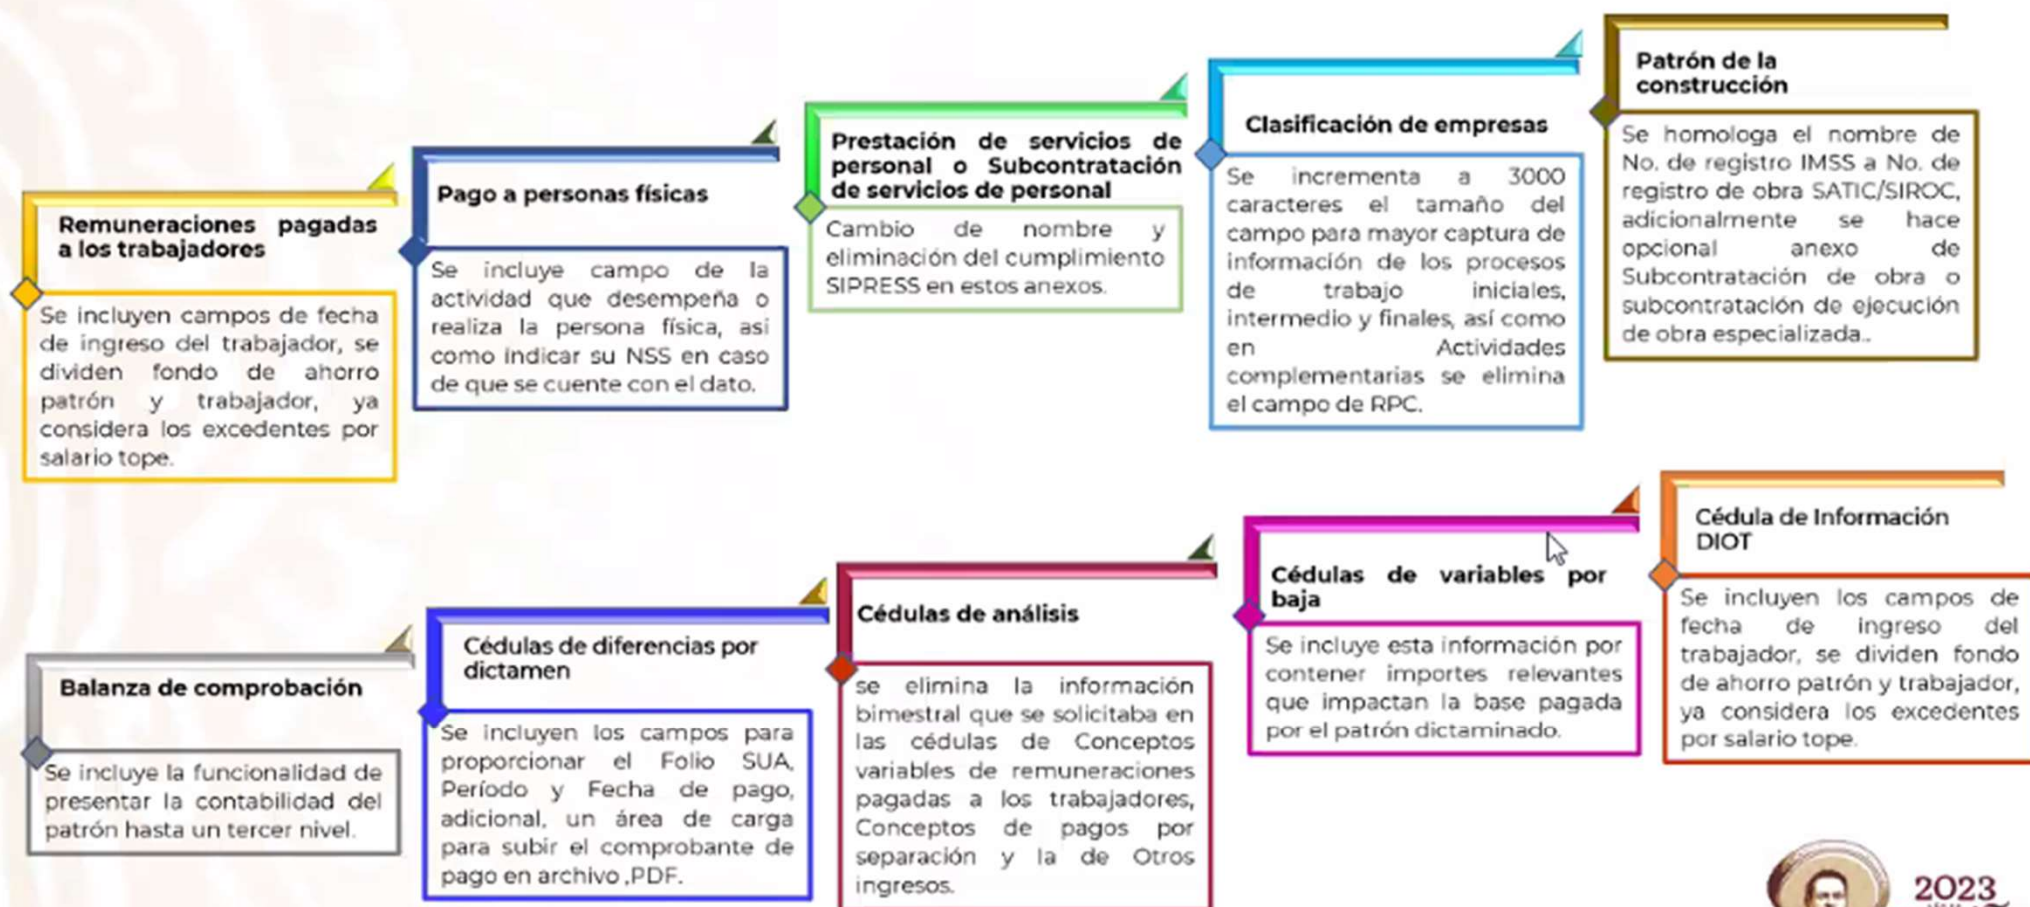 Remuneraciones pagadas
a los trabajadores
Se incluyen campos de fecha
de ingreso del trabajador, se
dividen fondo de ahorro
patrón y trabajador, ya
considera los excedentes por
salario tope.
Pago a personas físicas
Se incluye campo de la
actividad que desempeña o
realiza la persona física, asi
como indicar su NSS en caso
de que se cuente con el dato.
Prestación de servicios de
personal o Subcontratación
de servicios de personal
Cambio de nombre y
eliminación del cumplimiento
SIPRESS en estos anexos.
Clasificación de empresas
Se incrementa a 3000
caracteres el tamaño del
campo para mayor captura de
información de los procesos
de trabajo iniciales,
intermedio y finales, así como
en Actividades
complementarias se elimina
el campo de RPC.
Patrón de la
construcción
Se homologa el nombre de
No. de registro IMSS a No. de
registro de obra SATIC/SIROC,
adicionalmente se hace
opcional anexo de
Subcontratación de obra o
subcontratación de ejecución
de obra especializada..
Balanza de comprobación
Se incluye la funcionalidad de
presentar la contabilidad del
patrón hasta un tercer nivel.
Cédulas de diferencias por
dictamen
Se incluyen los campos para
proporcionar el Folio SUA,
Período y Fecha de pago,
adicional, un área de carga
para subir el comprobante de
pago en archivo ,PDF.
Cédulas de análisis
se elimina la información
bimestral que se solicitaba en
las cédulas de Conceptos
variables de remuneraciones
pagadas a los trabajadores,
Conceptos de pagos por
separación y la de Otros
ingresos.
Cédulas de variables por
baja
Se incluye esta información por
contener importes relevantes
que impactan la base pagada
por el patrón dictaminado.
Cédula de Información
DIOT
Se incluyen los campos de
fecha de ingreso del
trabajador, se dividen fondo
de ahorro patrón y trabajador,
ya considera los excedentes
por salario tope.
2023